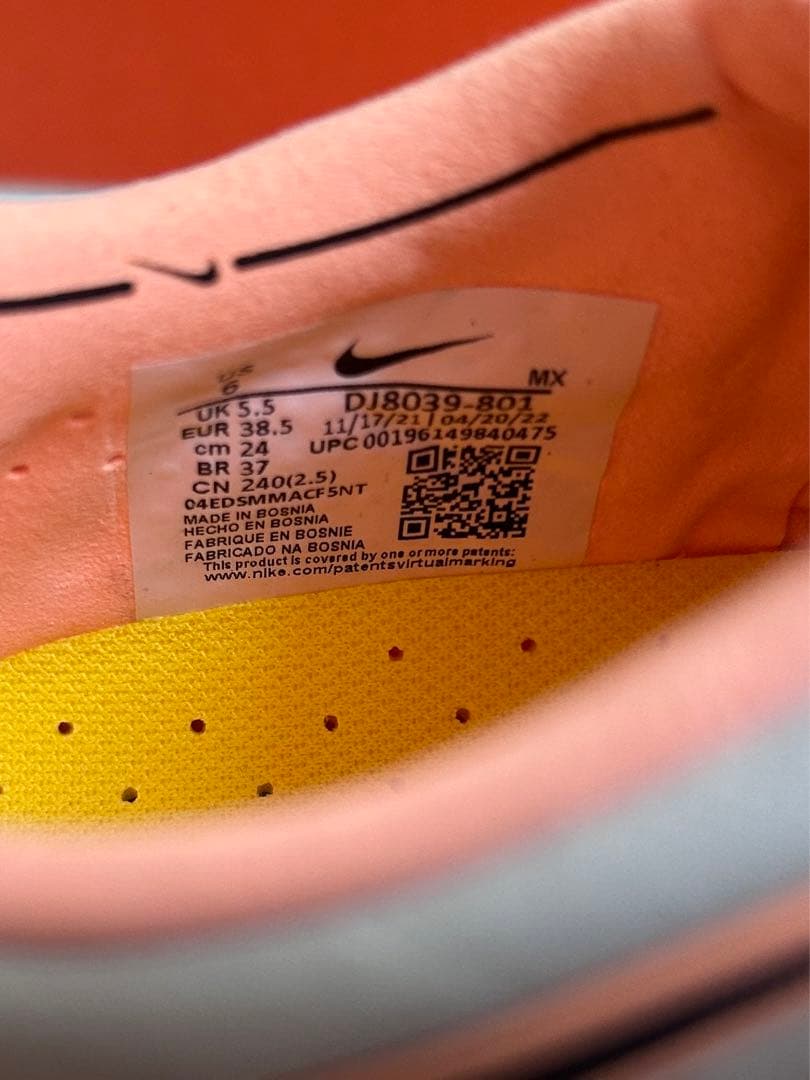 US
6
MX
UK 5.5
DJ8039-801
EUR 38.5
11/17/21 | 04/20/22
cm 24
UPC 00196149840475
BR 37
CN 240(2.5)
04EDSMMACF5NT
MADE IN BOSNIA
HECHO EN BOSNIA
FABRIQUE EN BOSNIE
FABRICADO NA BOSNIA
This product is covered by one or more patents:
www.nike.com/patentsvirtualmarking